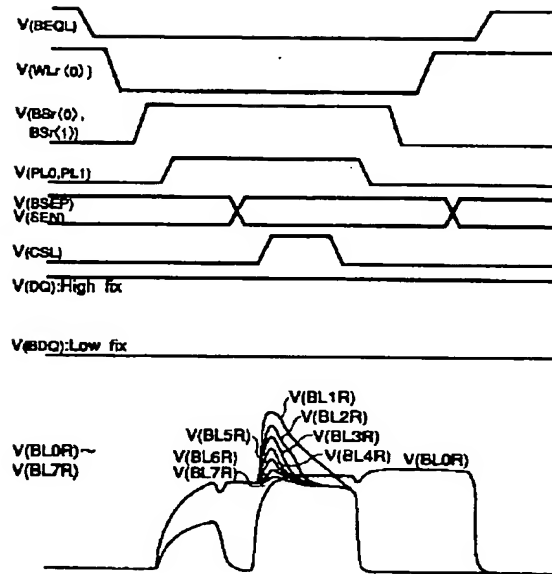 V(BEQL)
V(WLr(0))
V(BSr(0),
BSr(1))
V(PL0,PL1)
V(BSEP)
V(SEN)
V(CSL)
V(DQ):High fix
V(BDQ):Low fix
V(BL1R)
V(BL2R)
V(BL5R)
V(BL3R)
V(BL0R)~
V(BL6R)
V(BL4R)
V(BL0R)
V(BL7R)
V(BL7R)